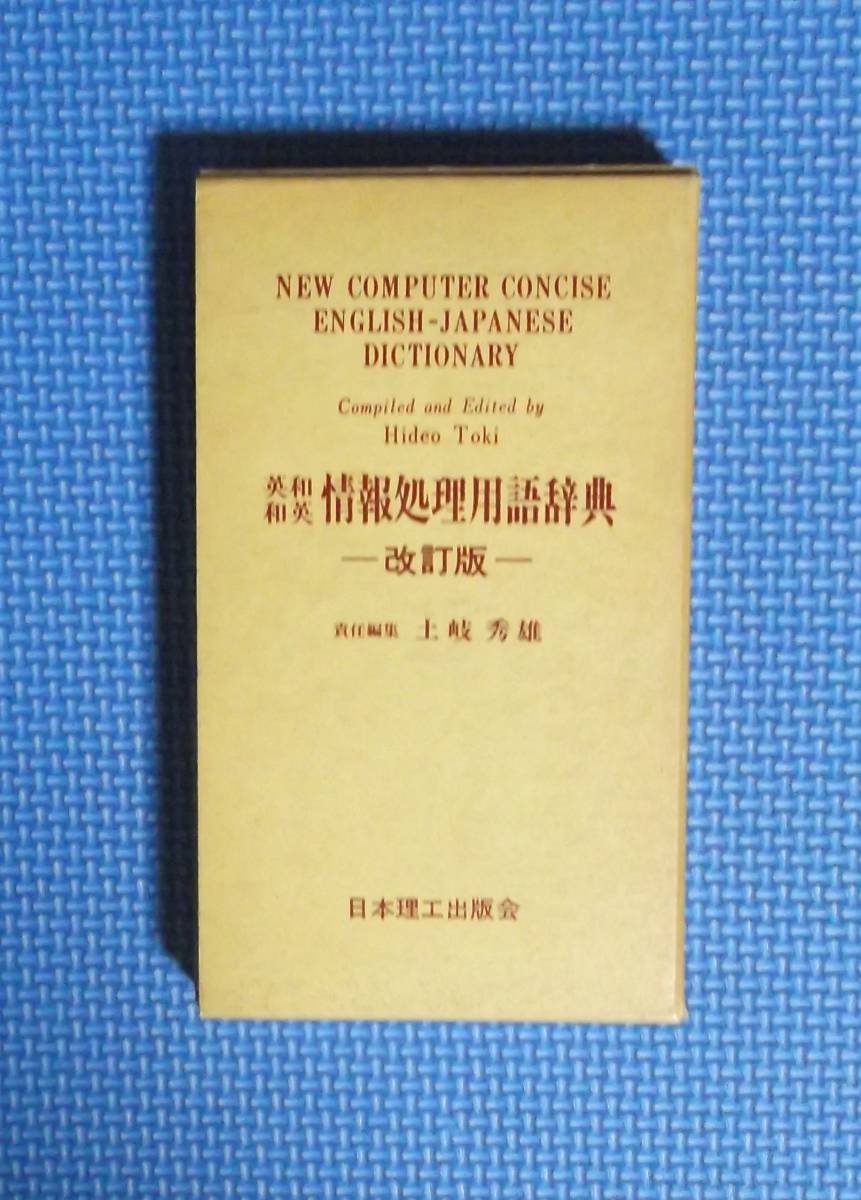 NEW COMPUTER CONCISE
ENGLISH-JAPANESE
DICTIONARY
Compiled and Edited by
Hideo Toki
英和
和英 情報処理用語辞典
―改訂版―
責任編集 土岐 秀雄
日本理工出版会